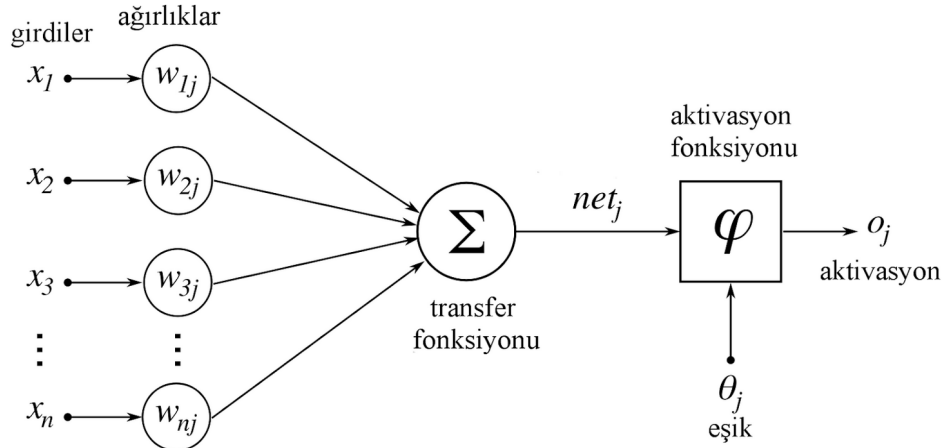 girdiler
ağırlıklar
x1
w1j
x2
w2j
x3
w3j
⋮
⋮
xn
wnj
Σ
transfer
fonksiyonu
netj
aktivasyon
fonksiyonu
φ
oj
aktivasyon
θj
eşik